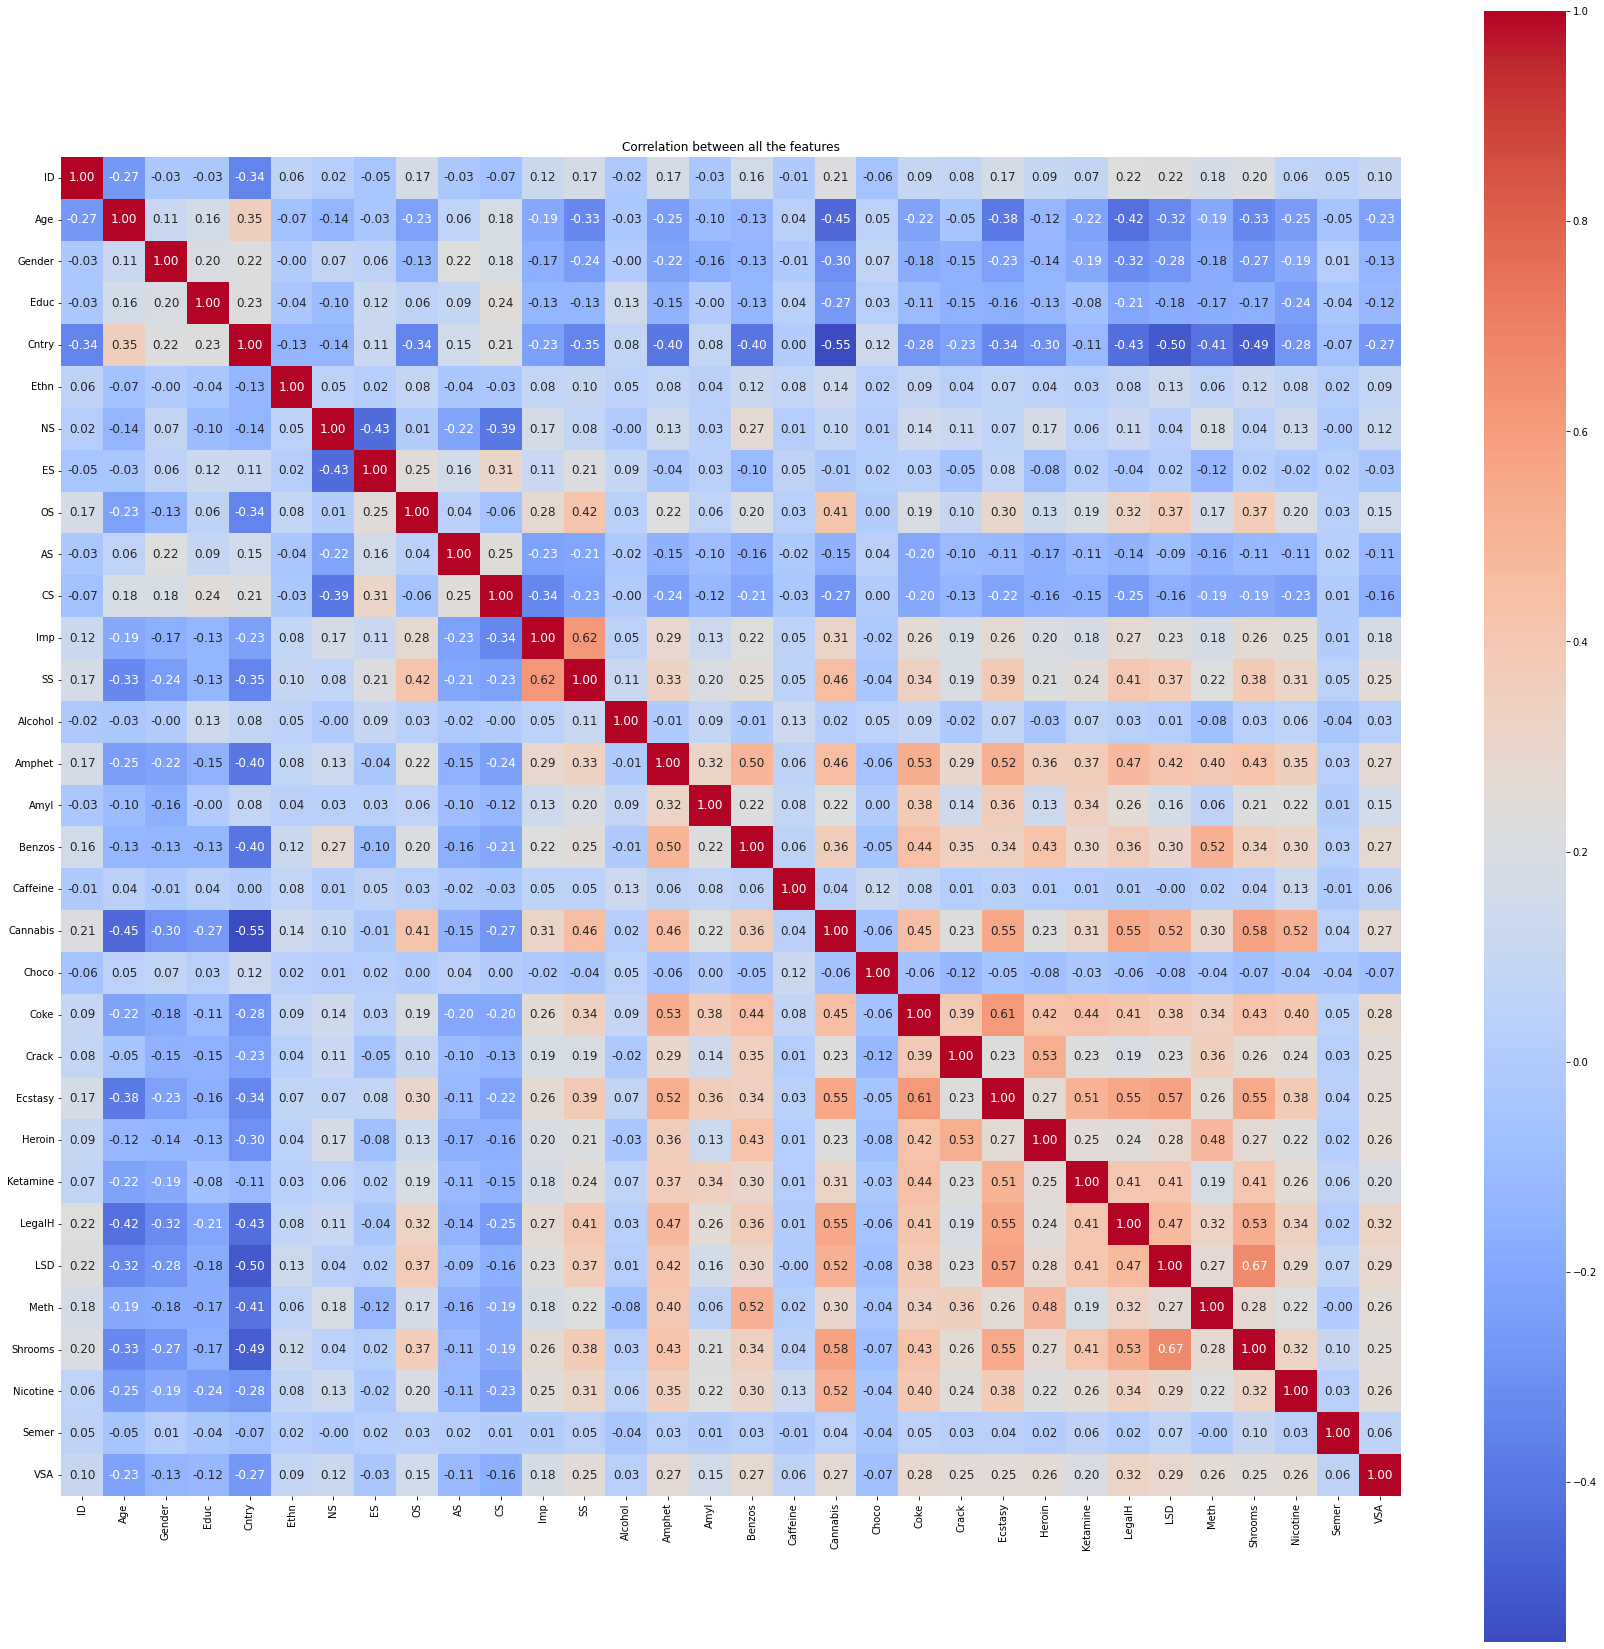 Correlation between all the features
ID 1.00 -0.27 -0.03 -0.03 -0.34 0.06 0.02 -0.05 0.17 -0.03 -0.07 0.12 0.17 -0.02 0.17 -0.03 0.16 -0.01 0.21 -0.06 0.09 0.08 0.17 0.09 0.07 0.22 0.22 0.18 0.20 0.06 0.05 0.10
Age -0.27 1.00 0.11 0.16 0.35 -0.07 -0.14 -0.03 -0.23 0.06 0.18 -0.19 -0.33 -0.03 -0.25 -0.10 -0.13 0.04 -0.45 0.05 -0.22 -0.05 -0.38 -0.12 -0.22 -0.42 -0.32 -0.19 -0.33 -0.25 -0.05 -0.23
Gender -0.03 0.11 1.00 0.20 0.22 -0.00 0.07 0.06 -0.13 0.22 0.18 -0.17 -0.24 -0.00 -0.22 -0.16 -0.13 -0.01 -0.30 0.07 -0.18 -0.15 -0.23 -0.14 -0.19 -0.32 -0.28 -0.18 -0.27 -0.19 0.01 -0.13
Educ -0.03 0.16 0.20 1.00 0.23 -0.04 -0.10 0.12 0.06 0.09 0.24 -0.13 -0.13 0.13 -0.15 -0.00 -0.13 0.04 -0.27 0.03 -0.11 -0.15 -0.16 -0.13 -0.08 -0.21 -0.18 -0.17 -0.17 -0.24 -0.04 -0.12
Cntry -0.34 0.35 0.22 0.23 1.00 -0.13 -0.14 0.11 -0.34 0.15 0.21 -0.23 -0.35 0.08 -0.40 0.08 -0.40 0.00 -0.55 0.12 -0.28 -0.23 -0.34 -0.30 -0.11 -0.43 -0.50 -0.41 -0.49 -0.28 -0.07 -0.27
Ethn 0.06 -0.07 -0.00 -0.04 -0.13 1.00 0.05 0.02 0.08 -0.04 -0.03 0.08 0.10 0.05 0.08 0.04 0.12 0.08 0.14 0.02 0.09 0.04 0.07 0.04 0.03 0.08 0.13 0.06 0.12 0.08 0.02 0.09
NS 0.02 -0.14 0.07 -0.10 -0.14 0.05 1.00 -0.43 0.01 -0.22 -0.39 0.17 0.08 -0.00 0.13 0.03 0.27 0.01 0.10 0.01 0.14 0.11 0.07 0.17 0.06 0.11 0.04 0.18 0.04 0.13 -0.00 0.12
ES -0.05 -0.03 0.06 0.12 0.11 0.02 -0.43 1.00 0.25 0.16 0.31 0.11 0.21 0.09 -0.04 0.03 -0.10 0.05 -0.01 0.02 0.03 -0.05 0.08 -0.08 0.02 -0.04 0.02 -0.12 0.02 -0.02 0.02 -0.03
OS 0.17 -0.23 -0.13 0.06 -0.34 0.08 0.01 0.25 1.00 0.04 -0.06 0.28 0.42 0.03 0.22 0.06 0.20 0.03 0.41 0.00 0.19 0.10 0.30 0.13 0.19 0.32 0.37 0.17 0.37 0.20 0.03 0.15
AS -0.03 0.06 0.22 0.09 0.15 -0.04 -0.22 0.16 0.04 1.00 0.25 -0.23 -0.21 -0.02 -0.15 -0.10 -0.16 -0.02 -0.15 0.04 -0.20 -0.10 -0.11 -0.17 -0.11 -0.14 -0.09 -0.16 -0.11 -0.11 0.02 -0.11
CS -0.07 0.18 0.18 0.24 0.21 -0.03 -0.39 0.31 -0.06 0.25 1.00 -0.34 -0.23 -0.00 -0.24 -0.12 -0.21 -0.03 -0.27 0.00 -0.20 -0.13 -0.22 -0.16 -0.15 -0.25 -0.16 -0.19 -0.19 -0.23 0.01 -0.16
Imp 0.12 -0.19 -0.17 -0.13 -0.23 0.08 0.17 0.11 0.28 -0.23 -0.34 1.00 0.62 0.05 0.29 0.13 0.22 0.05 0.31 -0.02 0.26 0.19 0.26 0.20 0.18 0.27 0.23 0.18 0.26 0.25 0.01 0.18
SS 0.17 -0.33 -0.24 -0.13 -0.35 0.10 0.08 0.21 0.42 -0.21 -0.23 0.62 1.00 0.11 0.33 0.20 0.25 0.05 0.46 -0.04 0.34 0.19 0.39 0.21 0.24 0.41 0.37 0.22 0.38 0.31 0.05 0.25
Alcohol -0.02 -0.03 -0.00 0.13 0.08 0.05 -0.00 0.09 0.03 -0.02 -0.00 0.05 0.11 1.00 -0.01 0.09 -0.01 0.13 0.02 0.05 0.09 -0.02 0.07 -0.03 0.07 0.03 0.01 -0.08 0.03 0.06 -0.04 0.03
Amphet 0.17 -0.25 -0.22 -0.15 -0.40 0.08 0.13 -0.04 0.22 -0.15 -0.24 0.29 0.33 -0.01 1.00 0.32 0.50 0.06 0.46 -0.06 0.53 0.29 0.52 0.36 0.37 0.47 0.42 0.40 0.43 0.35 0.03 0.27
Amyl -0.03 -0.10 -0.16 -0.00 0.08 0.04 0.03 0.03 0.06 -0.10 -0.12 0.13 0.20 0.09 0.32 1.00 0.22 0.08 0.22 0.00 0.38 0.14 0.36 0.13 0.34 0.26 0.16 0.06 0.21 0.22 0.01 0.15
Benzos 0.16 -0.13 -0.13 -0.13 -0.40 0.12 0.27 -0.10 0.20 -0.16 -0.21 0.22 0.25 -0.01 0.50 0.22 1.00 0.06 0.36 -0.05 0.44 0.35 0.34 0.43 0.30 0.36 0.30 0.52 0.34 0.30 0.03 0.27
Caffeine -0.01 0.04 -0.01 0.04 0.00 0.08 0.01 0.05 0.03 -0.02 -0.03 0.05 0.05 0.13 0.06 0.08 0.06 1.00 0.04 0.12 0.08 0.01 0.03 0.01 0.01 0.01 -0.00 0.02 0.04 0.13 -0.01 0.06
Cannabis 0.21 -0.45 -0.30 -0.27 -0.55 0.14 0.10 -0.01 0.41 -0.15 -0.27 0.31 0.46 0.02 0.46 0.22 0.36 0.04 1.00 -0.06 0.45 0.23 0.55 0.23 0.31 0.55 0.52 0.30 0.58 0.52 0.04 0.27
Choco -0.06 0.05 0.07 0.03 0.12 0.02 0.01 0.02 0.00 0.04 0.00 -0.02 -0.04 0.05 -0.06 0.00 -0.05 0.12 -0.06 1.00 -0.06 -0.12 -0.05 -0.08 -0.03 -0.06 -0.08 -0.04 -0.07 -0.04 -0.04 -0.07
Coke 0.09 -0.22 -0.18 -0.11 -0.28 0.09 0.14 0.03 0.19 -0.20 -0.20 0.26 0.34 0.09 0.53 0.38 0.44 0.08 0.45 -0.06 1.00 0.39 0.61 0.42 0.44 0.41 0.38 0.34 0.43 0.40 0.05 0.28
Crack 0.08 -0.05 -0.15 -0.15 -0.23 0.04 0.11 -0.05 0.10 -0.10 -0.13 0.19 0.19 -0.02 0.29 0.14 0.35 0.01 0.23 -0.12 0.39 1.00 0.23 0.53 0.23 0.19 0.23 0.36 0.26 0.24 0.03 0.25
Ecstasy 0.17 -0.38 -0.23 -0.16 -0.34 0.07 0.07 0.08 0.30 -0.11 -0.22 0.26 0.39 0.07 0.52 0.36 0.34 0.03 0.55 -0.05 0.61 0.23 1.00 0.27 0.51 0.55 0.57 0.26 0.55 0.38 0.04 0.25
Heroin 0.09 -0.12 -0.14 -0.13 -0.30 0.04 0.17 -0.08 0.13 -0.17 -0.16 0.20 0.21 -0.03 0.36 0.13 0.43 0.01 0.23 -0.08 0.42 0.53 0.27 1.00 0.25 0.24 0.28 0.48 0.27 0.22 0.02 0.26
Ketamine 0.07 -0.22 -0.19 -0.08 -0.11 0.03 0.06 0.02 0.19 -0.11 -0.15 0.18 0.24 0.07 0.37 0.34 0.30 0.01 0.31 -0.03 0.44 0.23 0.51 0.25 1.00 0.41 0.41 0.19 0.41 0.26 0.06 0.20
LegalH 0.22 -0.42 -0.32 -0.21 -0.43 0.08 0.11 -0.04 0.32 -0.14 -0.25 0.27 0.41 0.03 0.47 0.26 0.36 0.01 0.55 -0.06 0.41 0.19 0.55 0.24 0.41 1.00 0.47 0.32 0.53 0.34 0.02 0.32
LSD 0.22 -0.32 -0.28 -0.18 -0.50 0.13 0.04 0.02 0.37 -0.09 -0.16 0.23 0.37 0.01 0.42 0.16 0.30 -0.00 0.52 -0.08 0.38 0.23 0.57 0.28 0.41 0.47 1.00 0.27 0.67 0.29 0.07 0.29
Meth 0.18 -0.19 -0.18 -0.17 -0.41 0.06 0.18 -0.12 0.17 -0.16 -0.19 0.18 0.22 -0.08 0.40 0.06 0.52 0.02 0.30 -0.04 0.34 0.36 0.26 0.48 0.19 0.32 0.27 1.00 0.28 0.22 -0.00 0.26
Shrooms 0.20 -0.33 -0.27 -0.17 -0.49 0.12 0.04 0.02 0.37 -0.11 -0.19 0.26 0.38 0.03 0.43 0.21 0.34 0.04 0.58 -0.07 0.43 0.26 0.55 0.27 0.41 0.53 0.67 0.28 1.00 0.32 0.10 0.25
Nicotine 0.06 -0.25 -0.19 -0.24 -0.28 0.08 0.13 -0.02 0.20 -0.11 -0.23 0.25 0.31 0.06 0.35 0.22 0.30 0.13 0.52 -0.04 0.40 0.24 0.38 0.22 0.26 0.34 0.29 0.22 0.32 1.00 0.03 0.26
Semer 0.05 -0.05 0.01 -0.04 -0.07 0.02 -0.00 0.02 0.03 0.02 0.01 0.01 0.05 -0.04 0.03 0.01 0.03 -0.01 0.04 -0.04 0.05 0.03 0.04 0.02 0.06 0.02 0.07 -0.00 0.10 0.03 1.00 0.06
VSA 0.10 -0.23 -0.13 -0.12 -0.27 0.09 0.12 -0.03 0.15 -0.11 -0.16 0.18 0.25 0.03 0.27 0.15 0.27 0.06 0.27 -0.07 0.28 0.25 0.25 0.26 0.20 0.32 0.29 0.26 0.25 0.26 0.06 1.00
ID Age Gender Educ Cntry Ethn NS ES OS AS CS Imp SS Alcohol Amphet Amyl Benzos Caffeine Cannabis Choco Coke Crack Ecstasy Heroin Ketamine LegalH LSD Meth Shrooms Nicotine Semer VSA
1.0
0.8
0.6
0.4
0.2
0.0
−0.2
−0.4